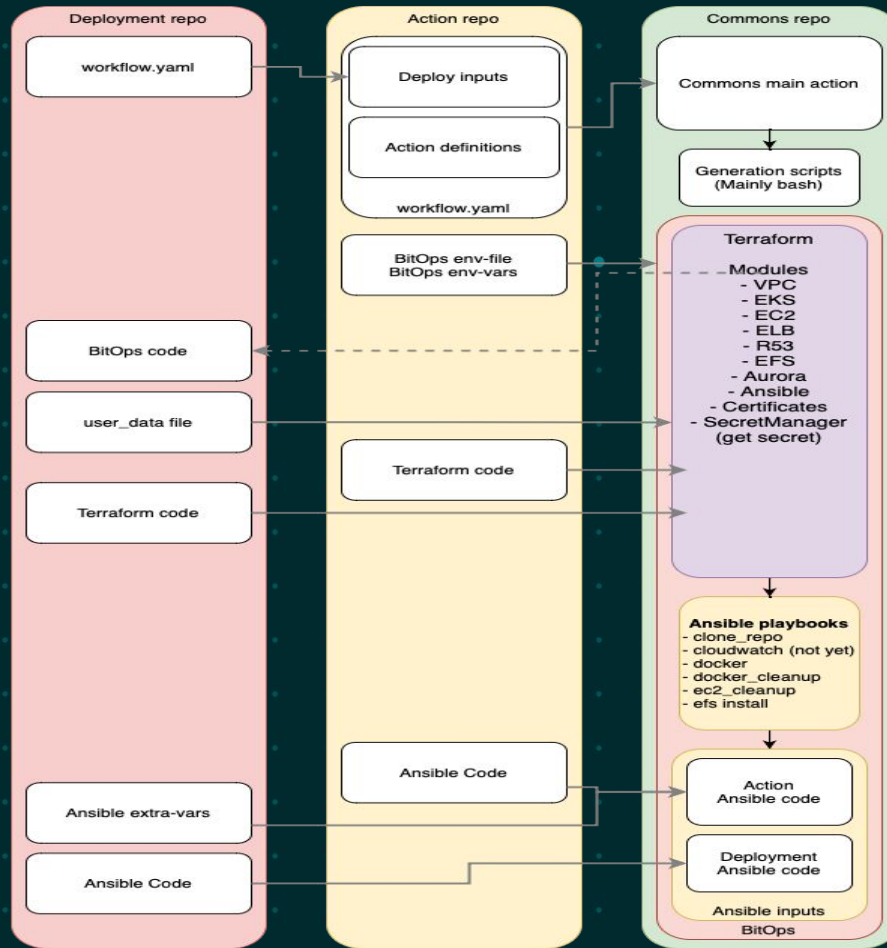 Deployment repo
workflow.yaml
BitOps code
user_data file
Terraform code
Ansible extra-vars
Ansible Code
Action repo
Deploy inputs
Action definitions
workflow.yaml
BitOps env-file
BitOps env-vars
Terraform code
Ansible Code
Commons repo
Commons main action
Generation scripts
(Mainly bash)
Terraform
Modules
- VPC
- EKS
- EC2
- ELB
- R53
- EFS
- Aurora
- Ansible
- Certificates
- SecretManager
(get secret)
Ansible playbooks
- clone_repo
- cloudwatch (not yet)
- docker
- docker_cleanup
- ec2_cleanup
- efs install
Action
Ansible code
Deployment
Ansible code
Ansible inputs
BitOps